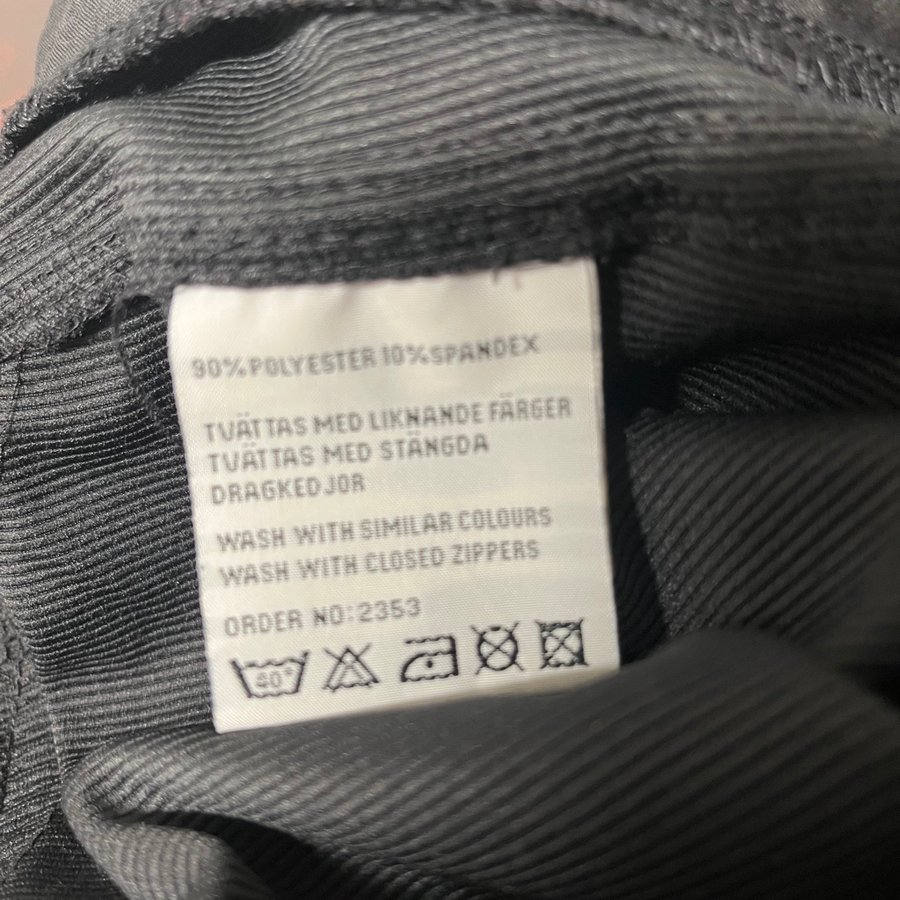 90%POLYESTER 10%SPANDEX
TVÄTTAS MED LIKNANDE FÄRGER
TVÄTTAS MED STÄNGDA
DRAGKEDJOR
WASH WITH SIMILAR COLOURS
WASH WITH CLOSED ZIPPERS
ORDER NO:2353
40°